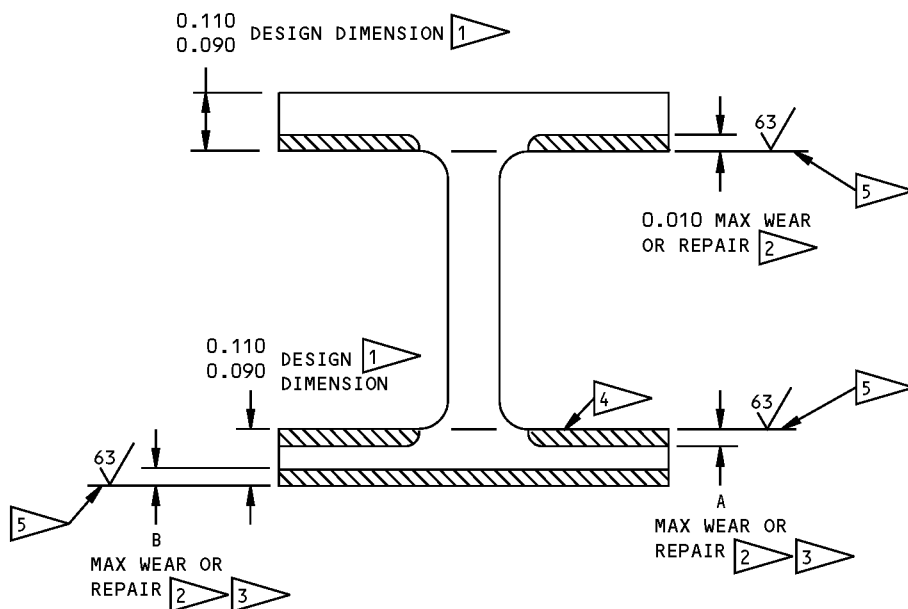 0.110
0.090 DESIGN DIMENSION 1
63
5
0.010 MAX WEAR
OR REPAIR 2
0.110
0.090 DESIGN 1
DIMENSION
4
63
5
63
5
A
MAX WEAR OR
REPAIR 2 3
B
MAX WEAR OR
REPAIR 2 3